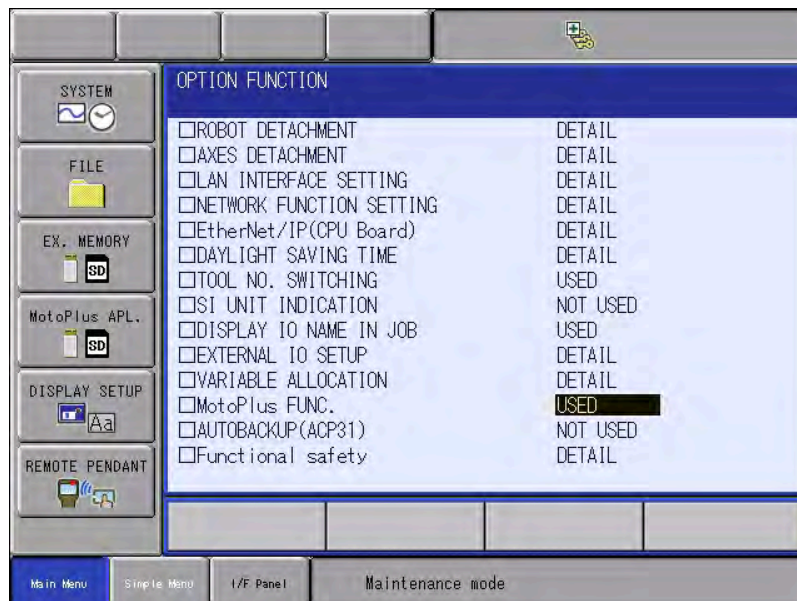 SYSTEM
FILE
EX. MEMORY
SD
MotoPlus APL.
SD
DISPLAY SETUP
Aa
REMOTE PENDANT
OPTION FUNCTION
ROBOT DETACHMENT DETAIL
AXES DETACHMENT DETAIL
LAN INTERFACE SETTING DETAIL
NETWORK FUNCTION SETTING DETAIL
EtherNet/IP(CPU Board) DETAIL
DAYLIGHT SAVING TIME DETAIL
TOOL NO. SWITCHING USED
SI UNIT INDICATION NOT USED
DISPLAY IO NAME IN JOB USED
EXTERNAL IO SETUP DETAIL
VARIABLE ALLOCATION DETAIL
MotoPlus FUNC. USED
AUTOBACKUP(ACP31) NOT USED
Functional safety DETAIL
Main Menu Simple Menu I/F Panel Maintenance mode